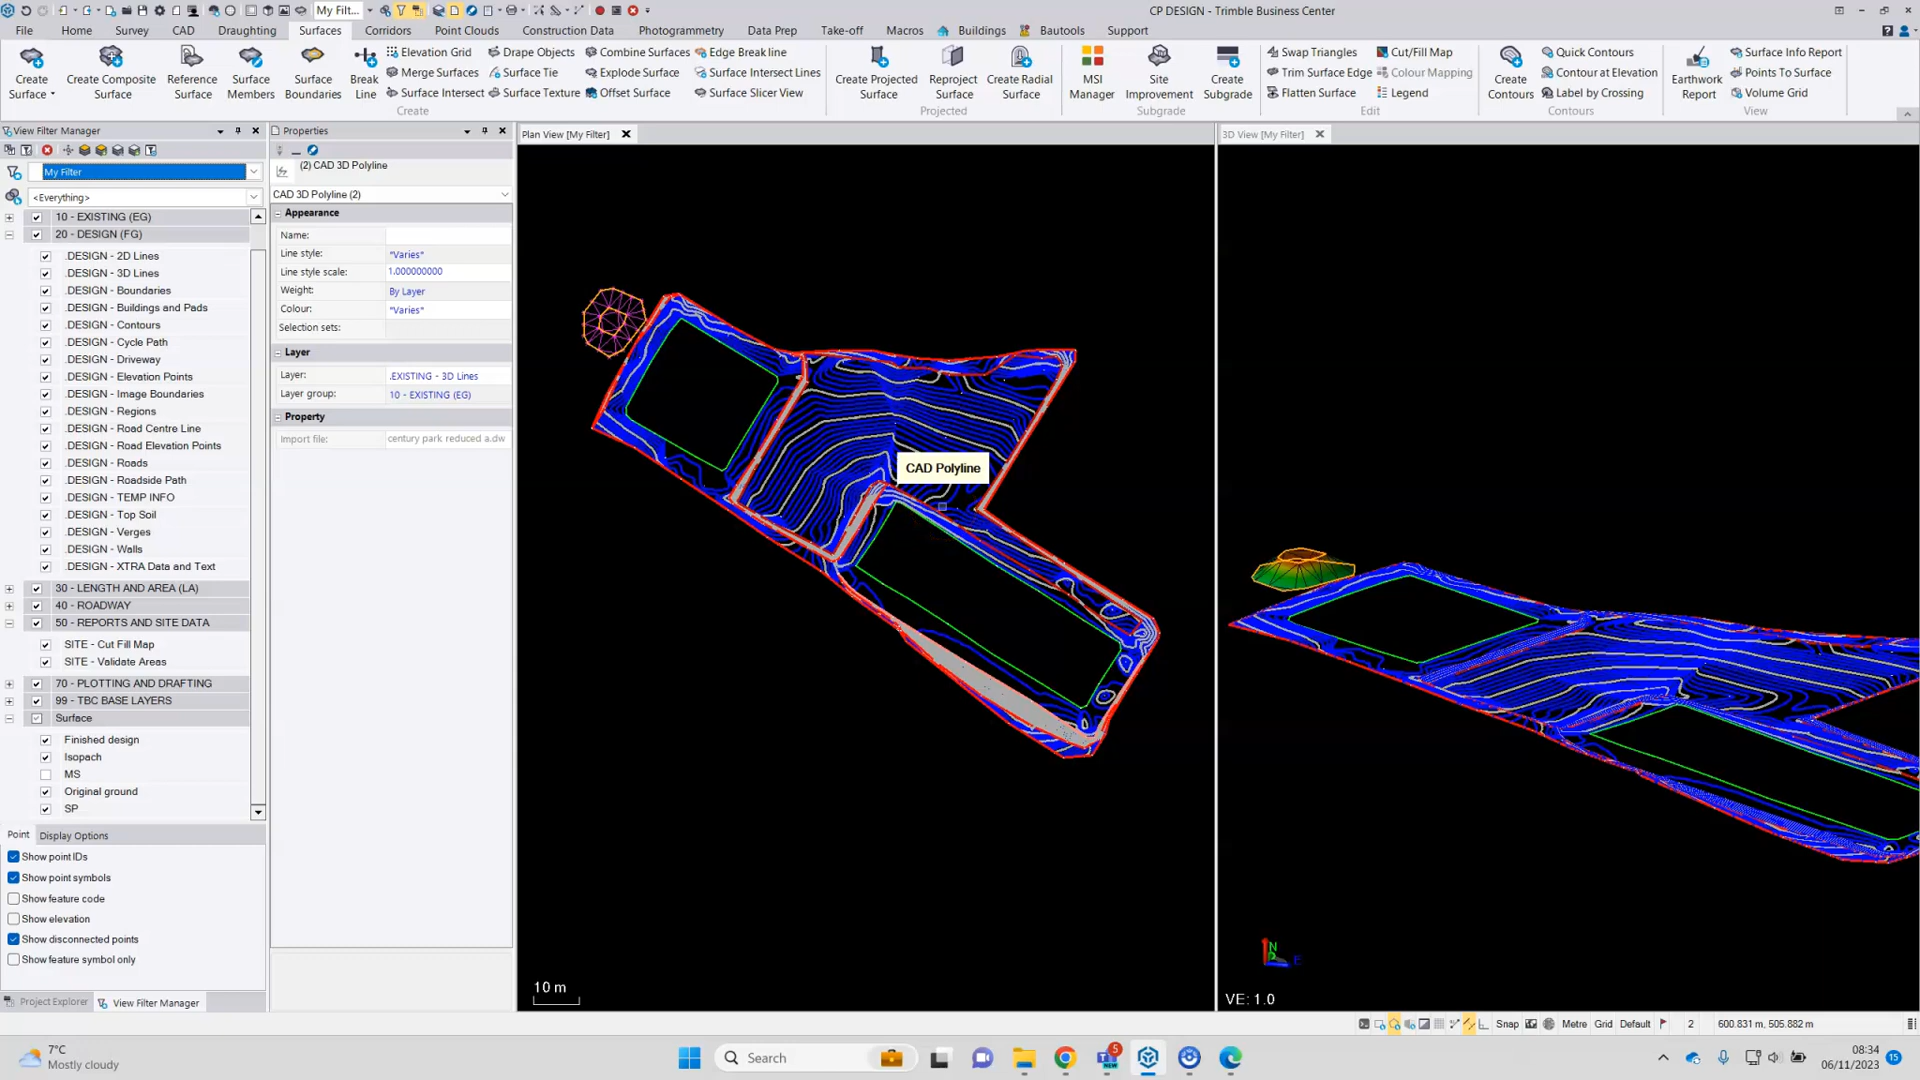 My Filt...
CP DESIGN - Trimble Business Center
File Home Survey CAD Draughting Surfaces Corridors Point Clouds Construction Data Photogrammetry Data Prep Take-off Macros Buildings Bautools Support
Create Surface
Create Composite Surface
Reference Surface
Surface Members
Surface Boundaries
Break Line
Elevation Grid
Merge Surfaces
Surface Intersect
Drape Objects
Surface Tie
Surface Texture
Combine Surfaces
Explode Surface
Offset Surface
Edge Break line
Surface Intersect Lines
Surface Slicer View
Create
Create Projected Surface
Reproject Surface
Create Radial Surface
Projected
MSI Manager
Site Improvement
Create Subgrade
Subgrade
Swap Triangles
Trim Surface Edge
Flatten Surface
Cut/Fill Map
Colour Mapping
Legend
Edit
Create Contours
Quick Contours
Contour at Elevation
Label by Crossing
Contours
Earthwork Report
Surface Info Report
Points To Surface
Volume Grid
View
View Filter Manager
My Filter
<Everything>
10 - EXISTING (EG)
20 - DESIGN (FG)
.DESIGN - 2D Lines
.DESIGN - 3D Lines
.DESIGN - Boundaries
.DESIGN - Buildings and Pads
.DESIGN - Contours
.DESIGN - Cycle Path
.DESIGN - Driveway
.DESIGN - Elevation Points
.DESIGN - Image Boundaries
.DESIGN - Regions
.DESIGN - Road Centre Line
.DESIGN - Road Elevation Points
.DESIGN - Roads
.DESIGN - Roadside Path
.DESIGN - TEMP INFO
.DESIGN - Top Soil
.DESIGN - Verges
.DESIGN - Walls
.DESIGN - XTRA Data and Text
30 - LENGTH AND AREA (LA)
40 - ROADWAY
50 - REPORTS AND SITE DATA
SITE - Cut Fill Map
SITE - Validate Areas
70 - PLOTTING AND DRAFTING
99 - TBC BASE LAYERS
Surface
Finished design
Isopach
MS
Original ground
SP
Point Display Options
Show point IDs
Show point symbols
Show feature code
Show elevation
Show disconnected points
Show feature symbol only
Project Explorer View Filter Manager
Properties
(2) CAD 3D Polyline
CAD 3D Polyline (2)
Appearance
Name:
Line style: *Varies*
Line style scale: 1.000000000
Weight: By Layer
Colour: *Varies*
Selection sets:
Layer
Layer: .EXISTING - 3D Lines
Layer group: 10 - EXISTING (EG)
Property
Import file: century park reduced a.dw
Plan View [My Filter]
CAD Polyline
10 m
3D View [My Filter]
N
E
VE: 1.0
Snap Metre Grid Default 2 600.831 m, 505.882 m
7°C
Mostly cloudy
Search
5
NEW
08:34
06/11/2023
15